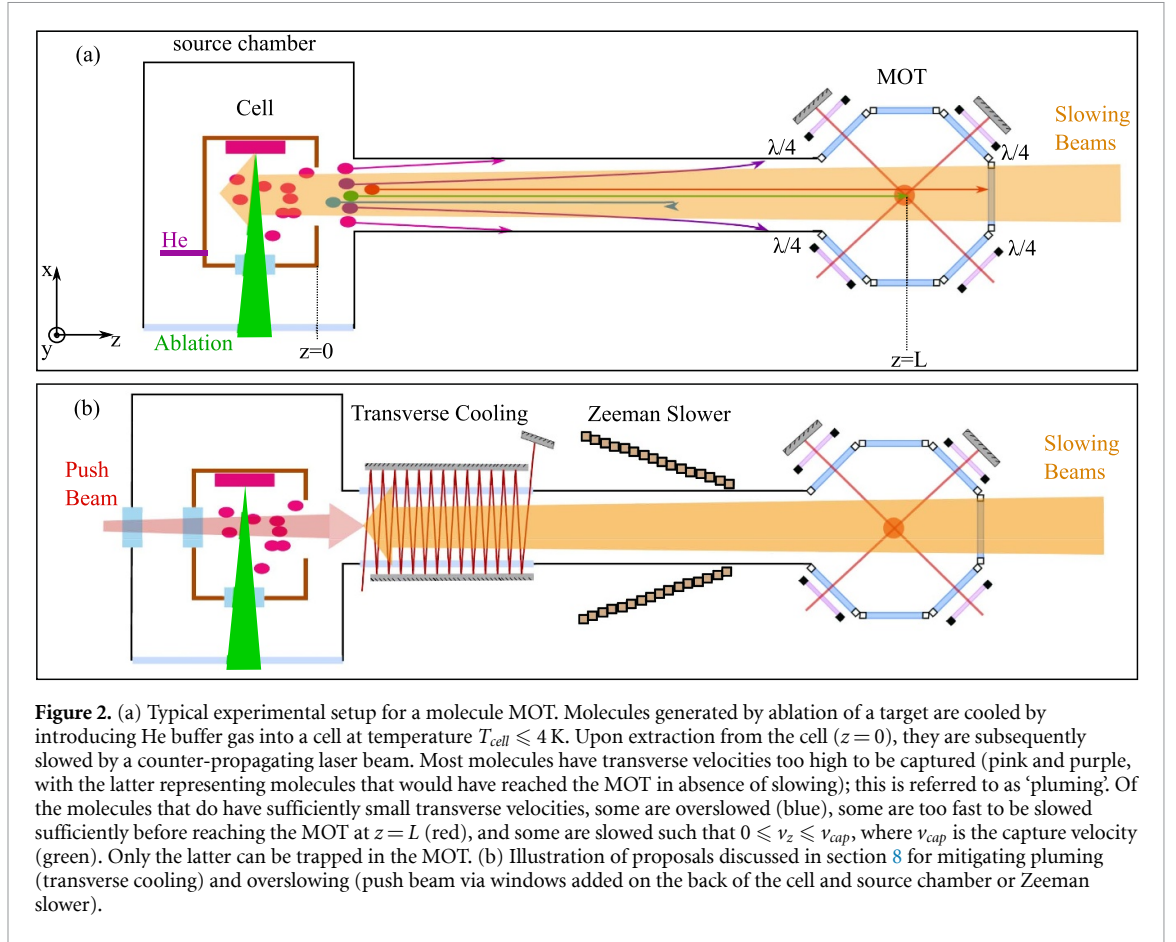 (a)
source chamber
Cell
MOT
Slowing
Beams
λ/4
λ/4
He
λ/4
λ/4
x
y
z
Ablation
z=0
z=L
(b)
Transverse Cooling
Zeeman Slower
Push
Beam
Slowing
Beams
Figure 2. (a) Typical experimental setup for a molecule MOT. Molecules generated by ablation of a target are cooled by
introducing He buffer gas into a cell at temperature Tcell ⩽ 4 K. Upon extraction from the cell (z = 0), they are subsequently
slowed by a counter-propagating laser beam. Most molecules have transverse velocities too high to be captured (pink and purple,
with the latter representing molecules that would have reached the MOT in absence of slowing); this is referred to as ‘pluming’. Of
the molecules that do have sufficiently small transverse velocities, some are overslowed (blue), some are too fast to be slowed
sufficiently before reaching the MOT at z = L (red), and some are slowed such that 0 ⩽ vz ⩽ vcap, where vcap is the capture velocity
(green). Only the latter can be trapped in the MOT. (b) Illustration of proposals discussed in section 8 for mitigating pluming
(transverse cooling) and overslowing (push beam via windows added on the back of the cell and source chamber or Zeeman
slower).